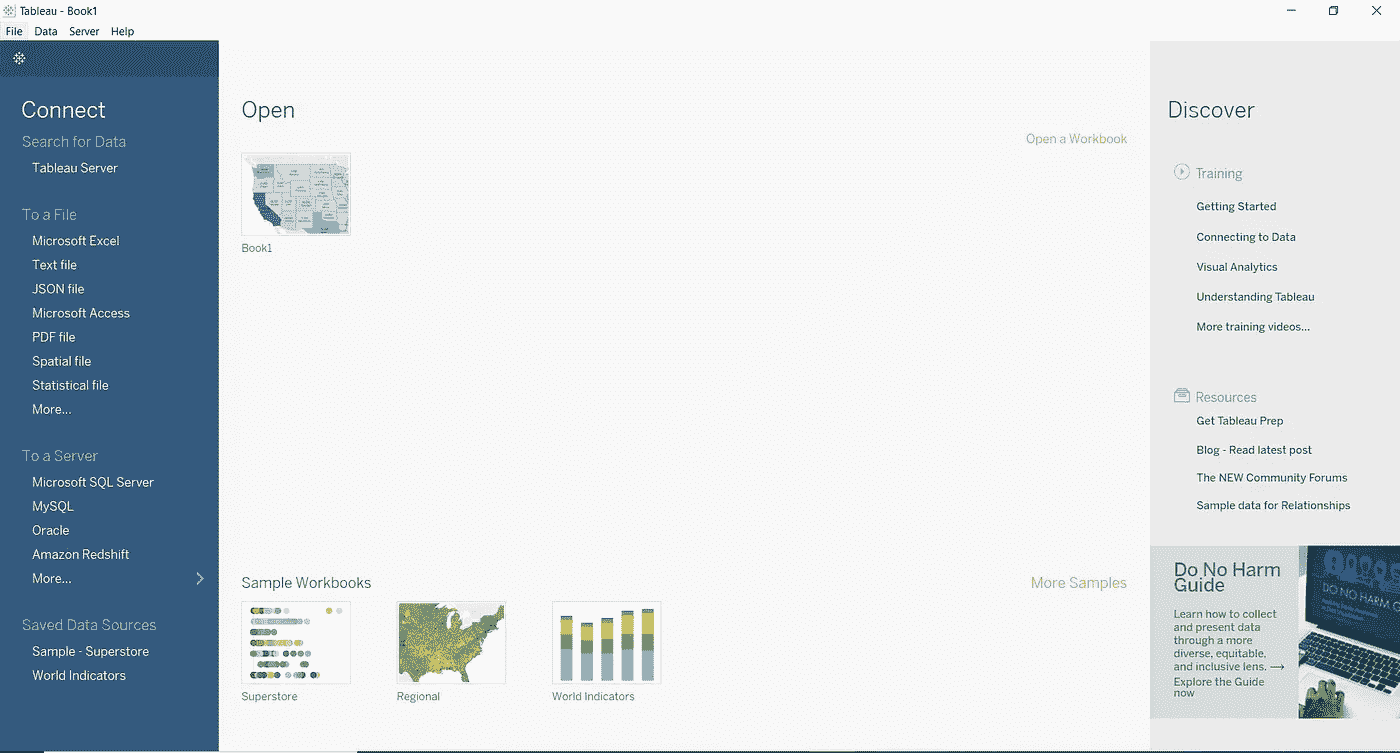 Tableau - Book1
File Data Server Help
Connect
Search for Data
Tableau Server
To a File
Microsoft Excel
Text file
JSON file
Microsoft Access
PDF file
Spatial file
Statistical file
More...
To a Server
Microsoft SQL Server
MySQL
Oracle
Amazon Redshift
More...
Saved Data Sources
Sample - Superstore
World Indicators
Open
Open a Workbook
Book1
Sample Workbooks
More Samples
Superstore
Regional
World Indicators
Discover
Training
Getting Started
Connecting to Data
Visual Analytics
Understanding Tableau
More training videos...
Resources
Get Tableau Prep
Blog - Read latest post
The NEW Community Forums
Sample data for Relationships
Do No Harm
Guide
Learn how to collect
and present data
through a more
diverse, equitable,
and inclusive lens. →
Explore the Guide
now
DO NO HARM